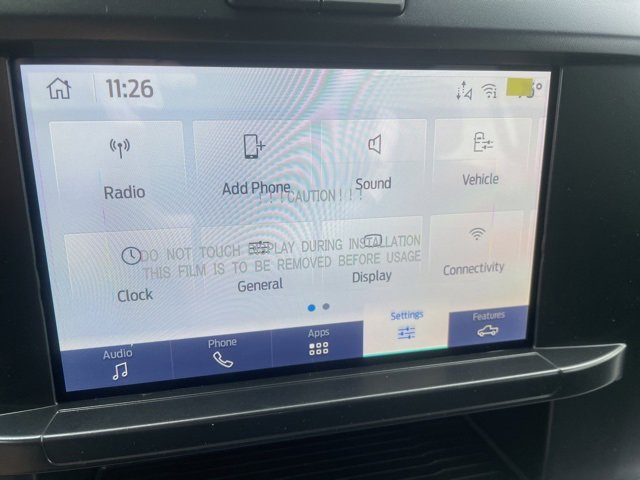 11:26
Radio
Add Phone
Sound
Vehicle
! ! ! CAUTION ! ! !
DO NOT TOUCH DISPLAY DURING INSTALLATION
THIS FILM IS TO BE REMOVED BEFORE USAGE
Clock
General
Display
Connectivity
Audio
Phone
Apps
Settings
Features